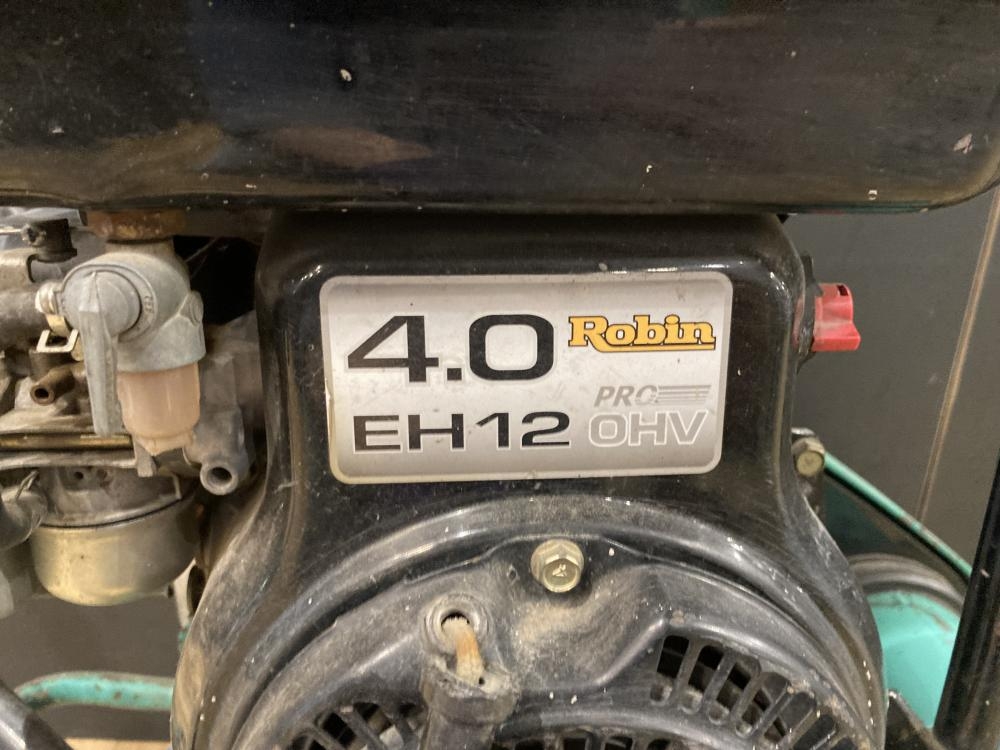 4.0 Robin
PRO
EH12 OHV